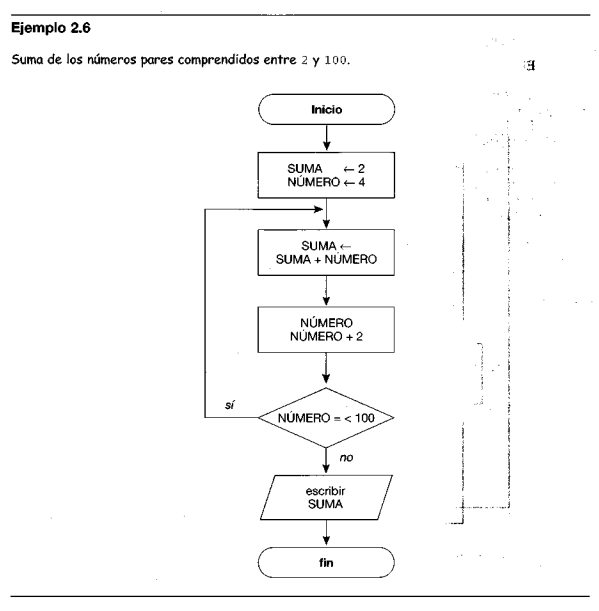 Ejemplo 2.6
Suma de los números pares comprendidos entre 2 y 100.
Inicio
SUMA ← 2
NÚMERO ← 4
SUMA ←
SUMA + NÚMERO
NÚMERO
NÚMERO + 2
sí
NÚMERO = < 100
no
escribir
SUMA
fin